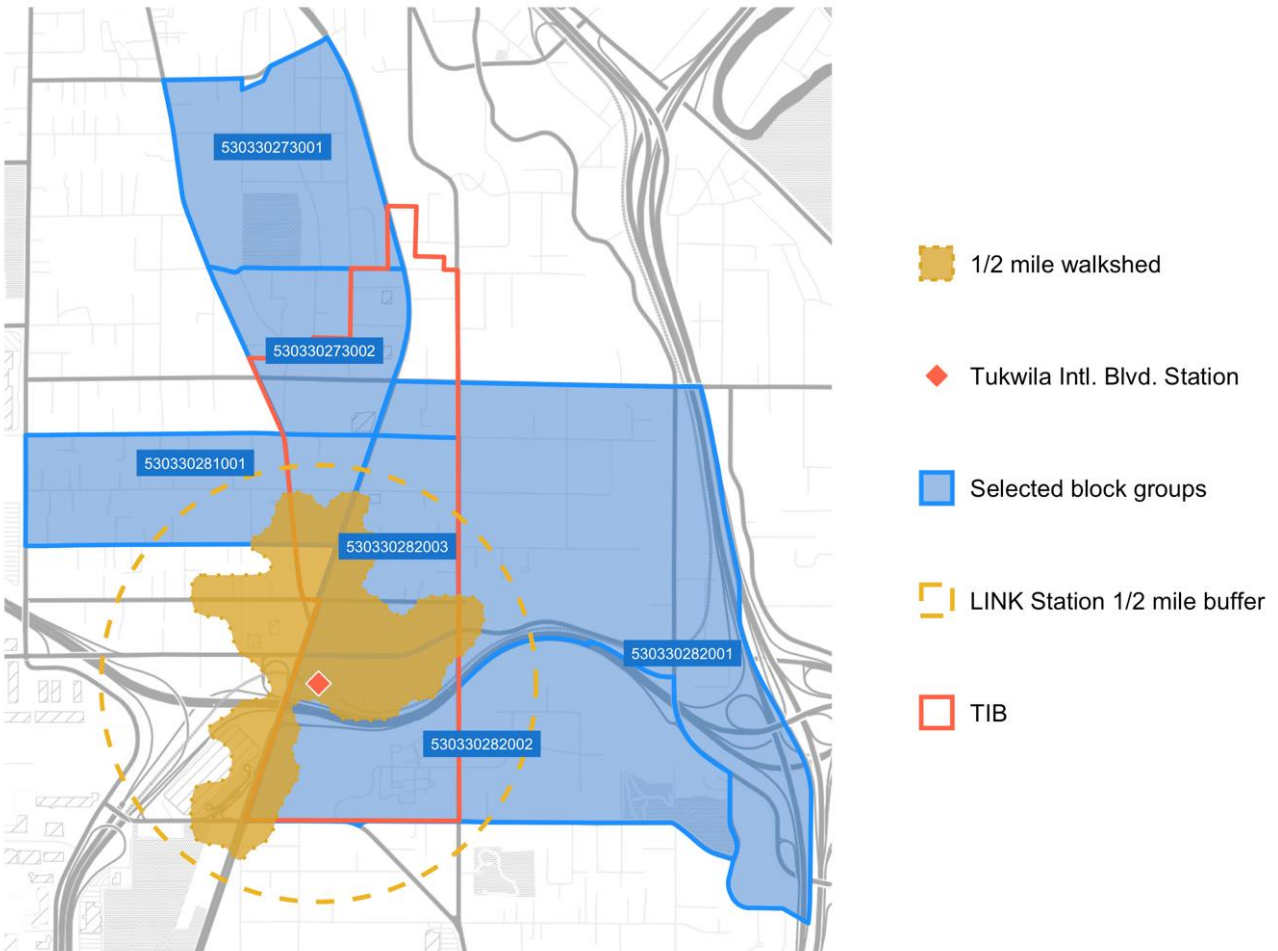 530330273001
530330273002
530330281001
530330282003
530330282001
530330282002
1/2 mile walkshed
Tukwila Intl. Blvd. Station
Selected block groups
LINK Station 1/2 mile buffer
TIB